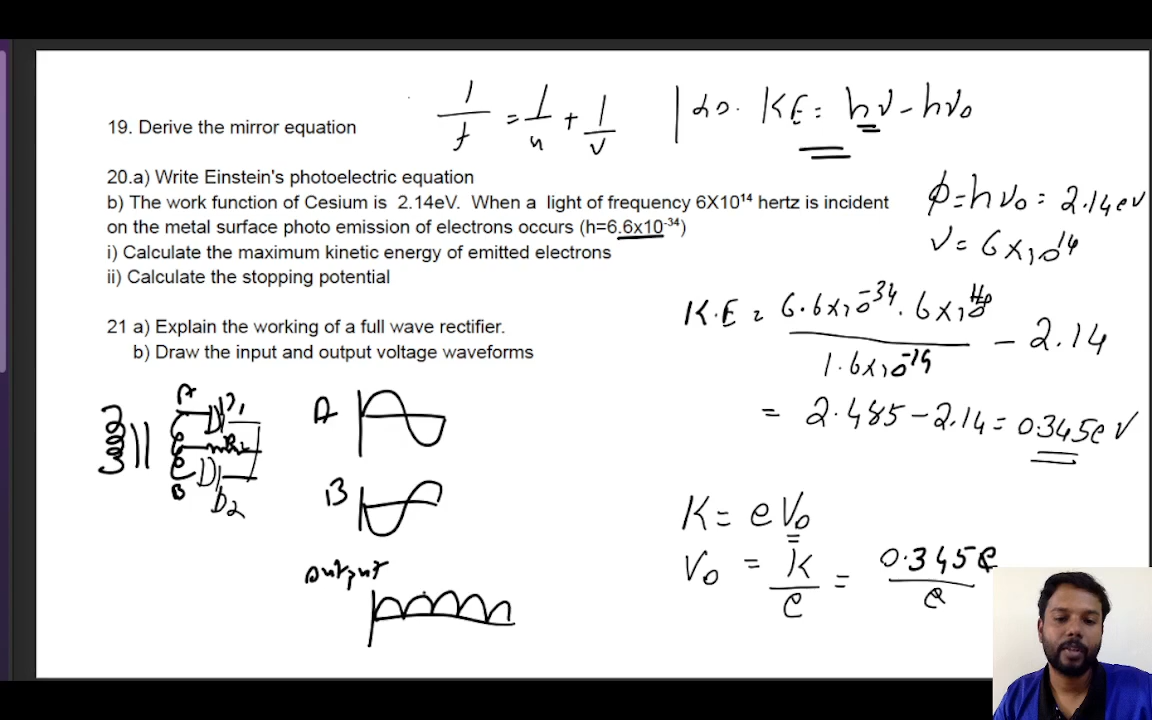 19. Derive the mirror equation
1/f = 1/u + 1/v
20. KE = hν - hν₀
20.a) Write Einstein's photoelectric equation
b) The work function of Cesium is 2.14eV. When a light of frequency 6X10¹⁴ hertz is incident
on the metal surface photo emission of electrons occurs (h=6.6x10⁻³⁴)
i) Calculate the maximum kinetic energy of emitted electrons
ii) Calculate the stopping potential
ϕ = hν₀ = 2.14eV
ν = 6×10¹⁴
K.E = 6.6×10⁻³⁴ . 6×10 / 1.6×10⁻¹⁹ - 2.14
= 2.485 - 2.14 = 0.345eV
K = eV₀
V₀ = K/e = 0.345e/e
21 a) Explain the working of a full wave rectifier.
b) Draw the input and output voltage waveforms
A
D₁
B
D₂
A
B
output